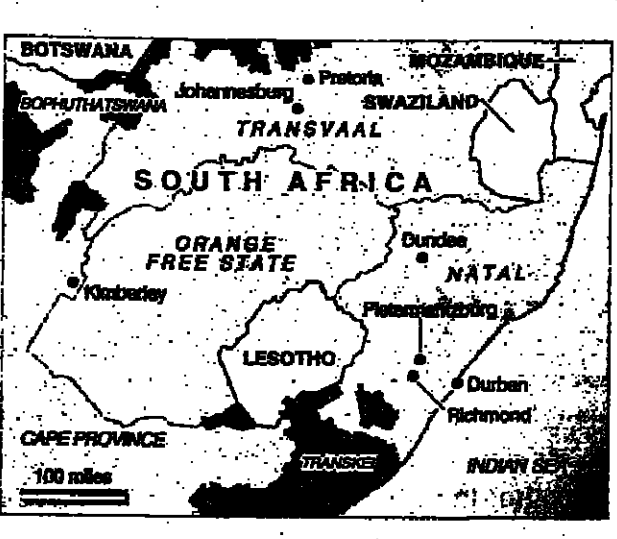 BOTSWANA
MOZAMBIQUE
Pretoria
Johannesburg
BOPHUTHATSWANA
SWAZILAND
TRANSVAAL
SOUTH AFRICA
ORANGE
FREE STATE
Dundee
NATAL
Kimberley
Pietermaritzburg
LESOTHO
Durban
Richmond
CAPE PROVINCE
TRANSKEI
INDIAN SEA
100 miles